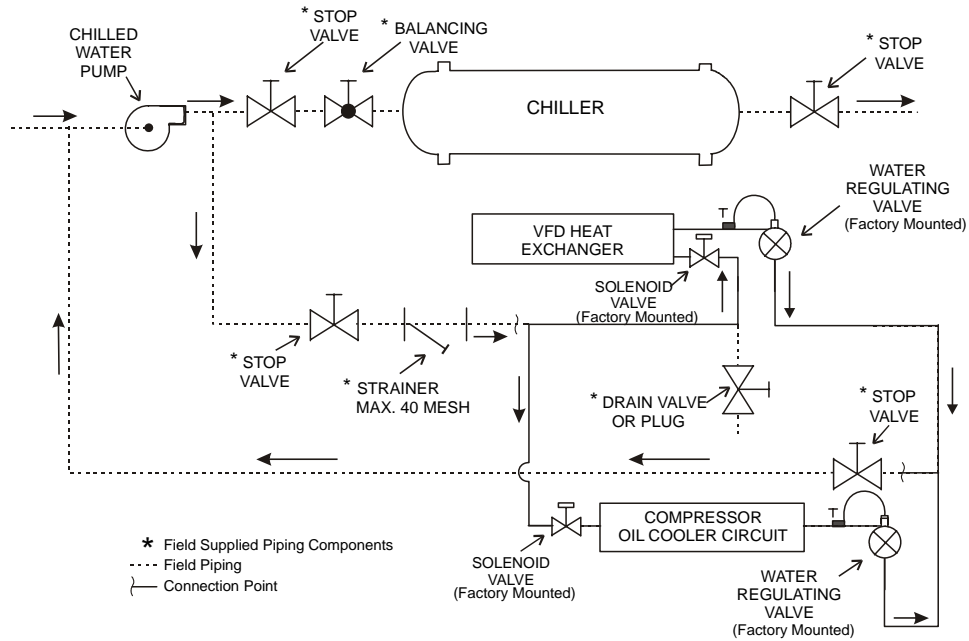 * STOP
VALVE
* BALANCING
VALVE
CHILLED
WATER
PUMP
* STOP
VALVE
CHILLER
WATER
REGULATING
VALVE
(Factory Mounted)
T
VFD HEAT
EXCHANGER
SOLENOID
VALVE
(Factory Mounted)
* STOP
VALVE
* STRAINER
MAX. 40 MESH
* DRAIN VALVE
OR PLUG
* STOP
VALVE
T
COMPRESSOR
OIL COOLER CIRCUIT
SOLENOID
VALVE
(Factory Mounted)
WATER
REGULATING
VALVE
(Factory Mounted)
* Field Supplied Piping Components
Field Piping
Connection Point